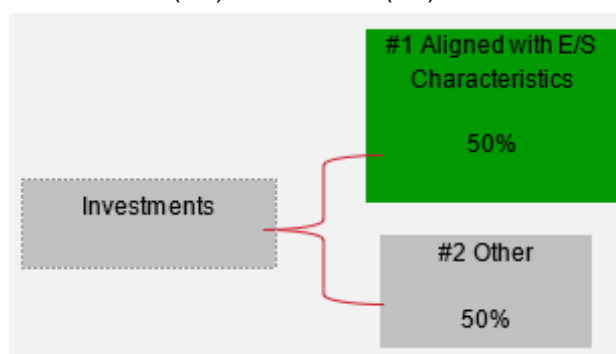 #1 Aligned with E/S
Characteristics
50%
Investments
#2 Other
50%